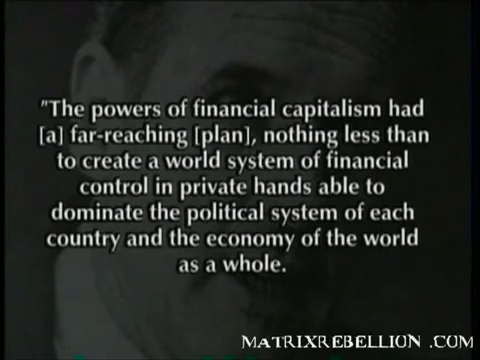 "The powers of financial capitalism had
[a] far-reaching [plan], nothing less than
to create a world system of financial
control in private hands able to
dominate the political system of each
country and the economy of the world
as a whole.
MATRIXREBELLION .COM